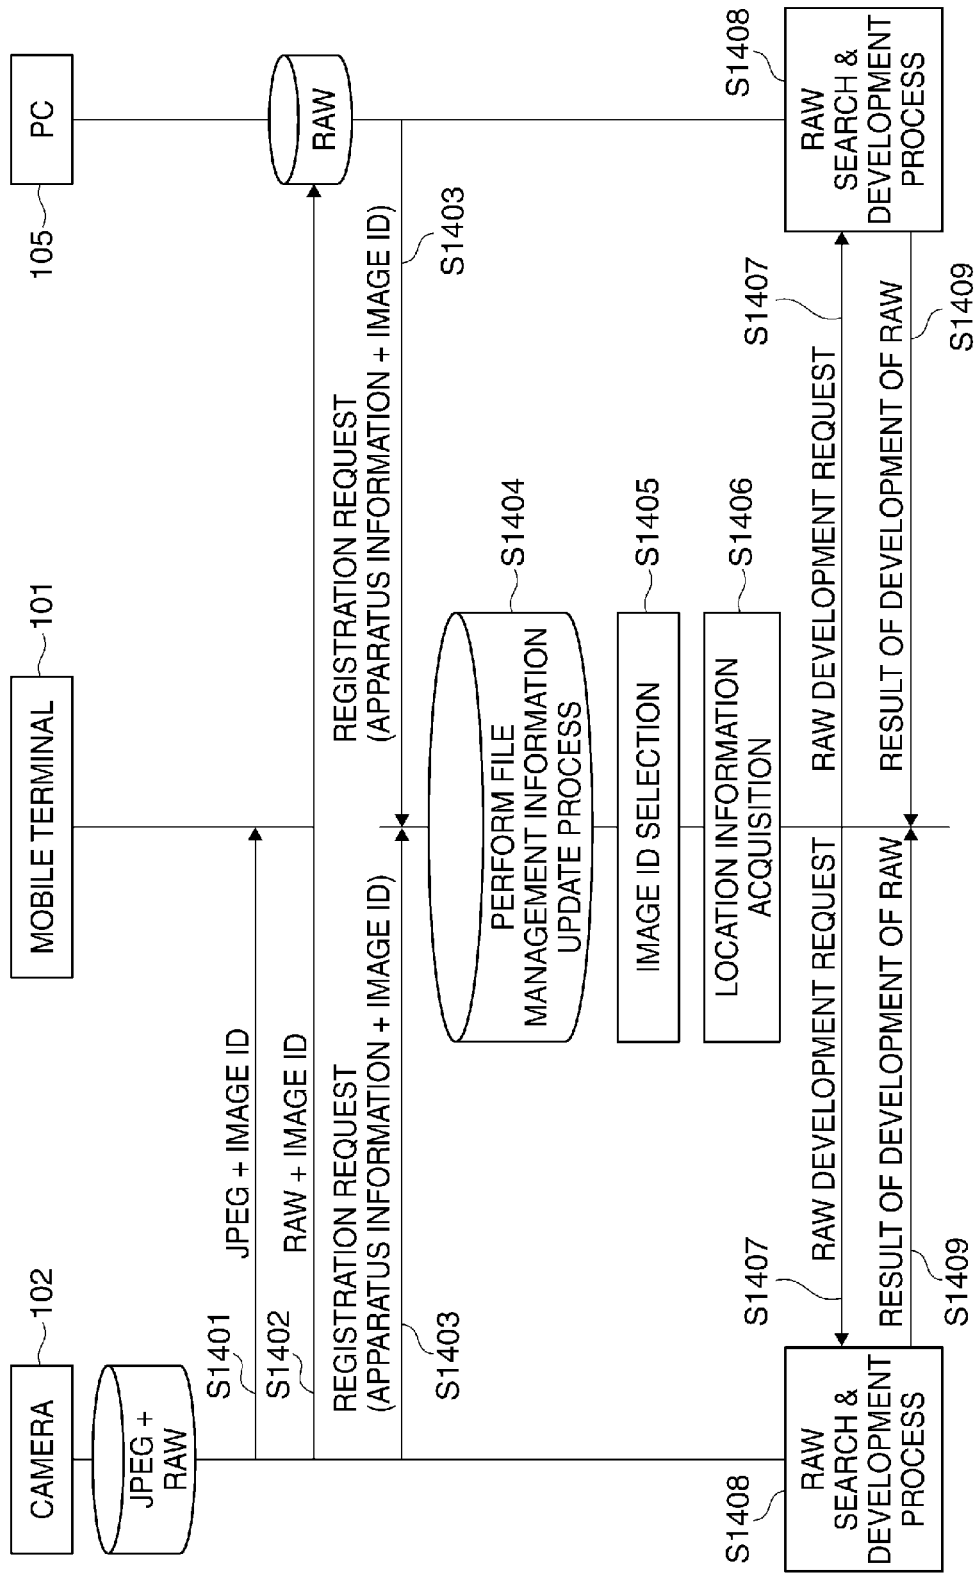 CAMERA
102
MOBILE TERMINAL
101
PC
105
JPEG +
RAW
S1401
JPEG + IMAGE ID
S1402
RAW + IMAGE ID
RAW
REGISTRATION REQUEST
(APPARATUS INFORMATION + IMAGE ID)
S1403
REGISTRATION REQUEST
(APPARATUS INFORMATION + IMAGE ID)
S1403
PERFORM FILE
MANAGEMENT INFORMATION
UPDATE PROCESS
S1404
IMAGE ID SELECTION
S1405
LOCATION INFORMATION
ACQUISITION
S1406
S1407
RAW DEVELOPMENT REQUEST
RAW DEVELOPMENT REQUEST
S1407
S1408
RAW
SEARCH &
DEVELOPMENT
PROCESS
RAW
SEARCH &
DEVELOPMENT
PROCESS
S1408
RESULT OF DEVELOPMENT OF RAW
S1409
RESULT OF DEVELOPMENT OF RAW
S1409